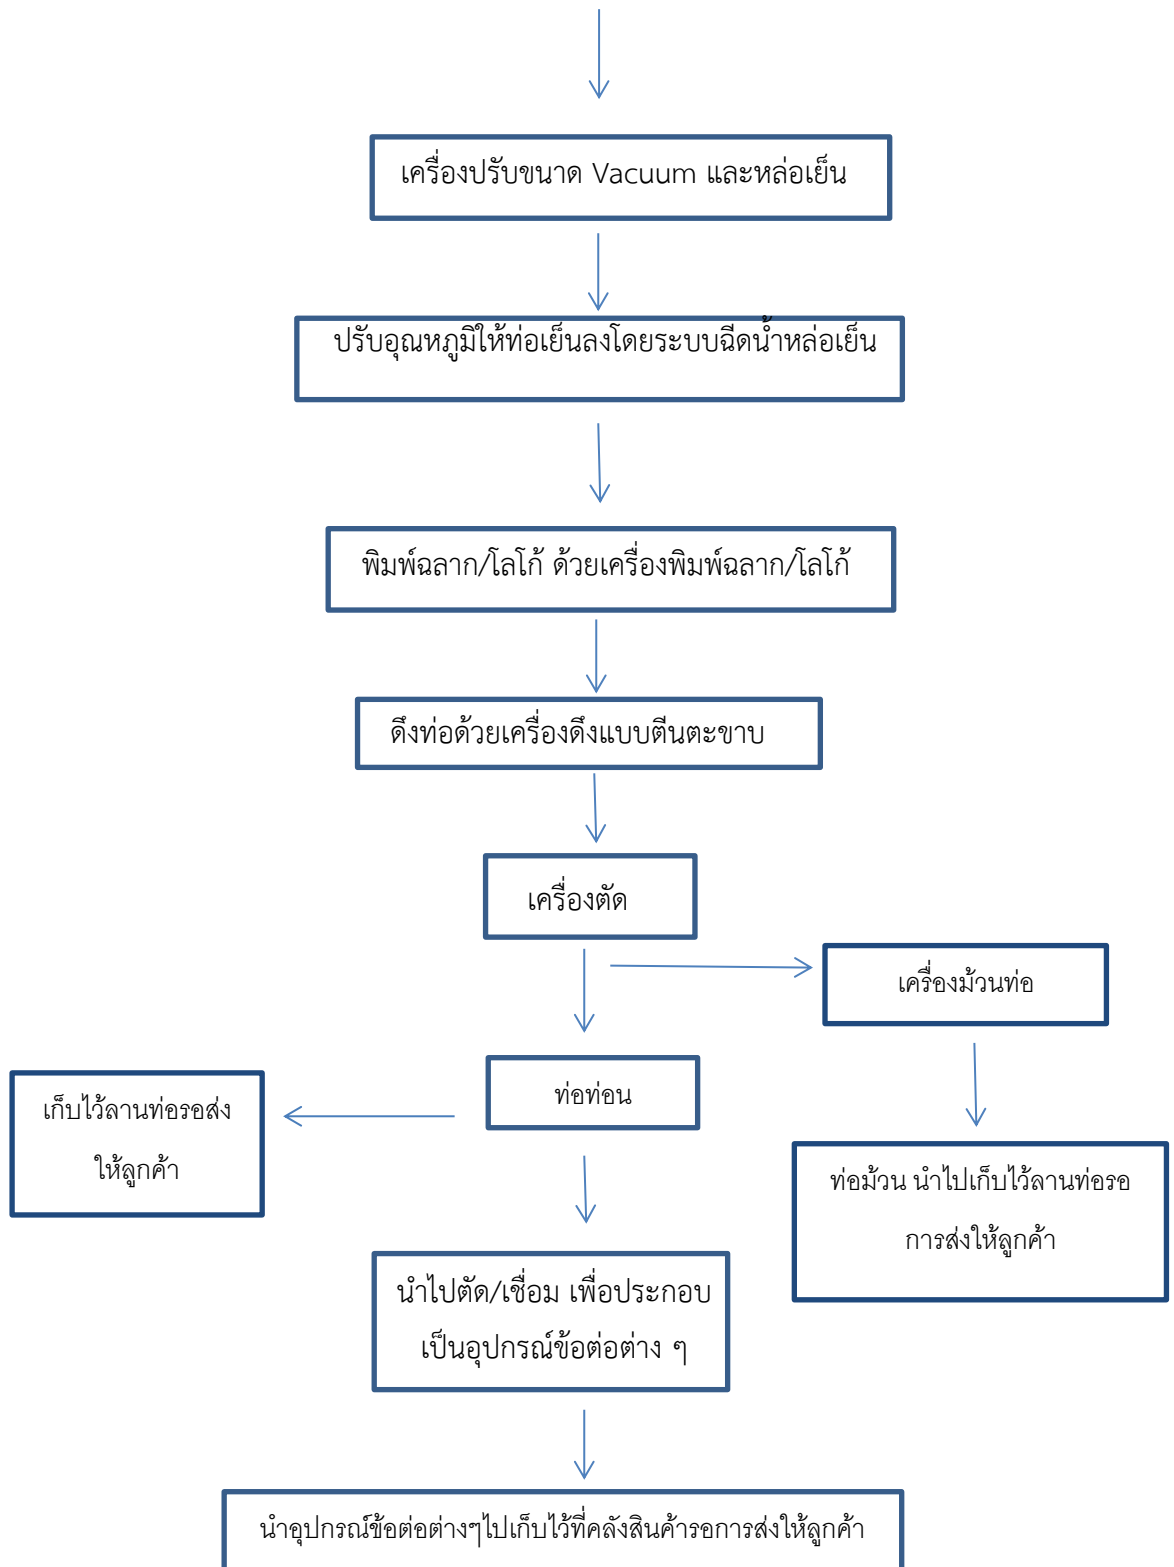 เครื่องปรับขนาด Vacuum และหล่อเย็น
ปรับอุณหภูมิให้ท่อเย็นลงโดยระบบฉีดน้ำหล่อเย็น
พิมพ์ฉลาก/โลโก้ ด้วยเครื่องพิมพ์ฉลาก/โลโก้
ดึงท่อด้วยเครื่องดึงแบบตีนตะขาบ
เครื่องตัด
เครื่องม้วนท่อ
ท่อท่อน
เก็บไว้ลานท่อรอส่ง
ให้ลูกค้า
ท่อม้วน นำไปเก็บไว้ลานท่อรอ
การส่งให้ลูกค้า
นำไปตัด/เชื่อม เพื่อประกอบ
เป็นอุปกรณ์ข้อต่อต่าง ๆ
นำอุปกรณ์ข้อต่อต่างๆไปเก็บไว้ที่คลังสินค้ารอการส่งให้ลูกค้า